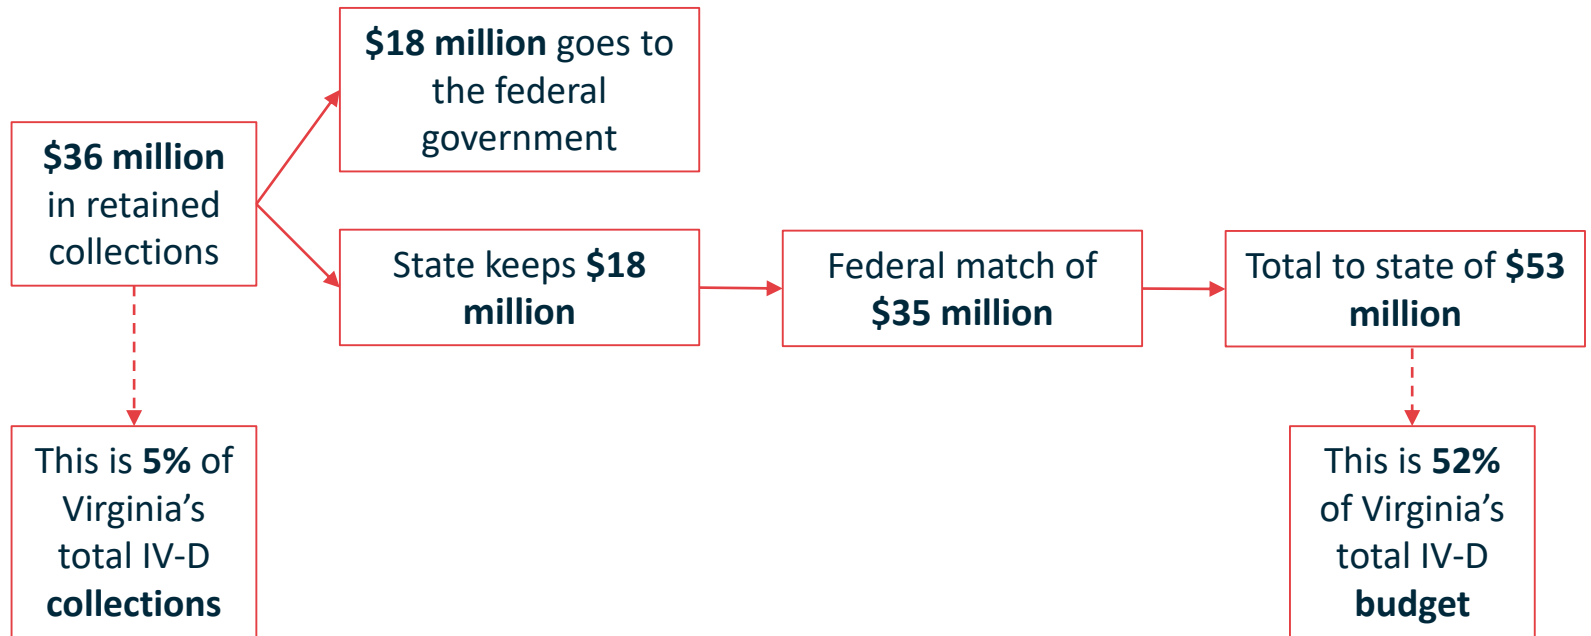 $18 million goes to
the federal
government
$36 million
in retained
collections
State keeps $18
million
Federal match of
$35 million
Total to state of $53
million
This is 5% of
Virginia’s
total IV-D
collections
This is 52%
of Virginia’s
total IV-D
budget